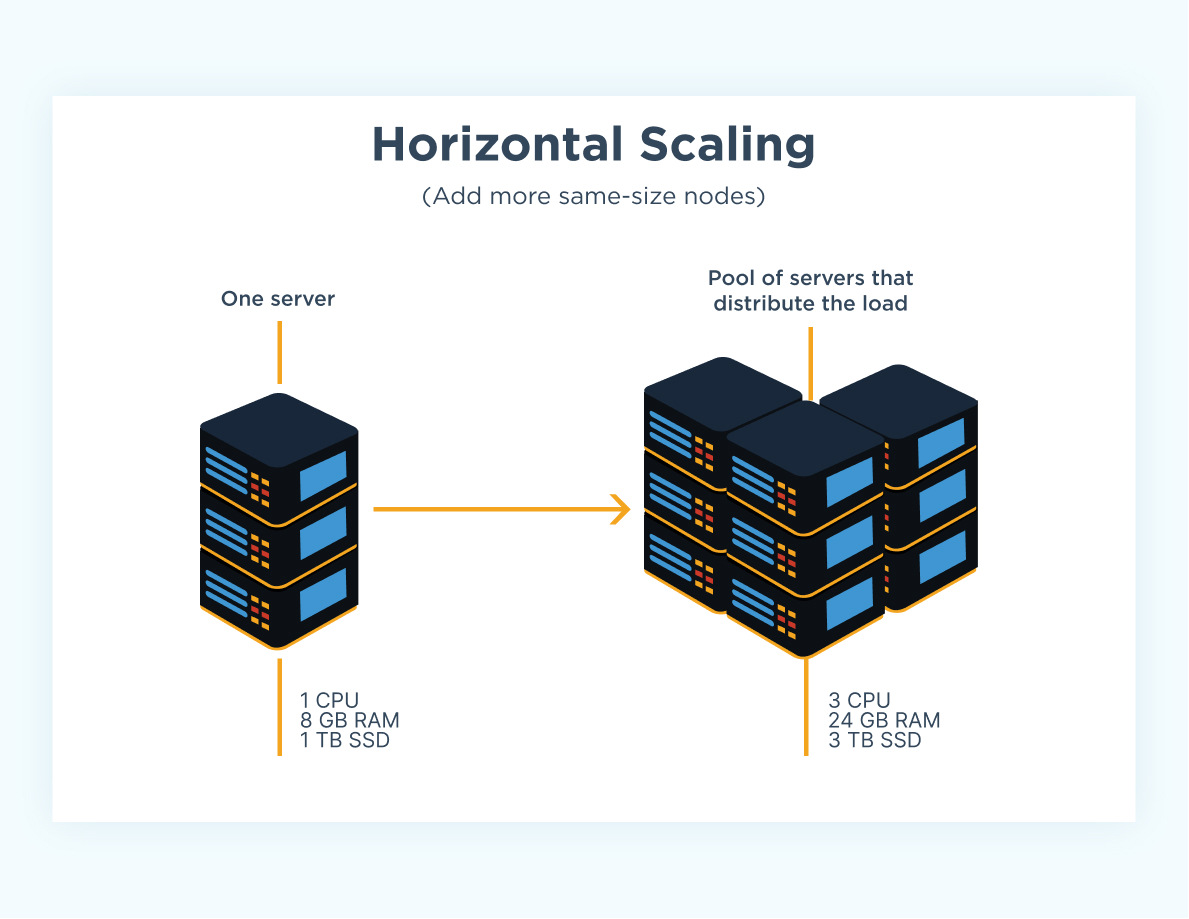 Horizontal Scaling
(Add more same-size nodes)
One server
Pool of servers that
distribute the load
1 CPU
8 GB RAM
1 TB SSD
3 CPU
24 GB RAM
3 TB SSD